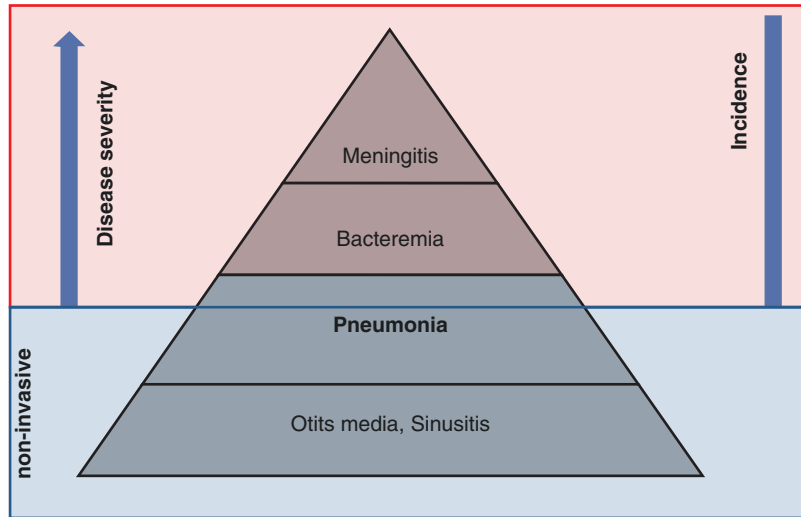 Disease severity
Incidence
Meningitis
Bacteremia
Pneumonia
Otits media, Sinusitis
non-invasive